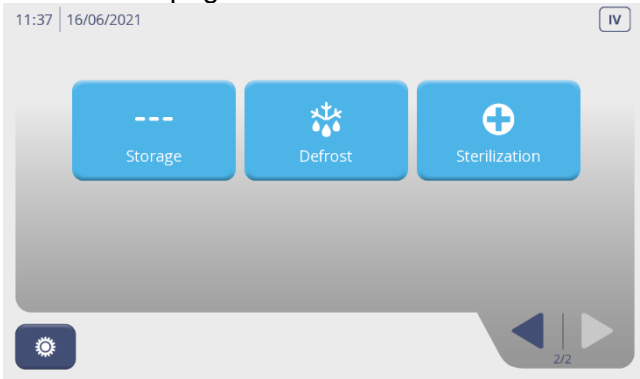 11:37 16/06/2021
IV
--- 
Storage
Defrost
Sterilization
2/2